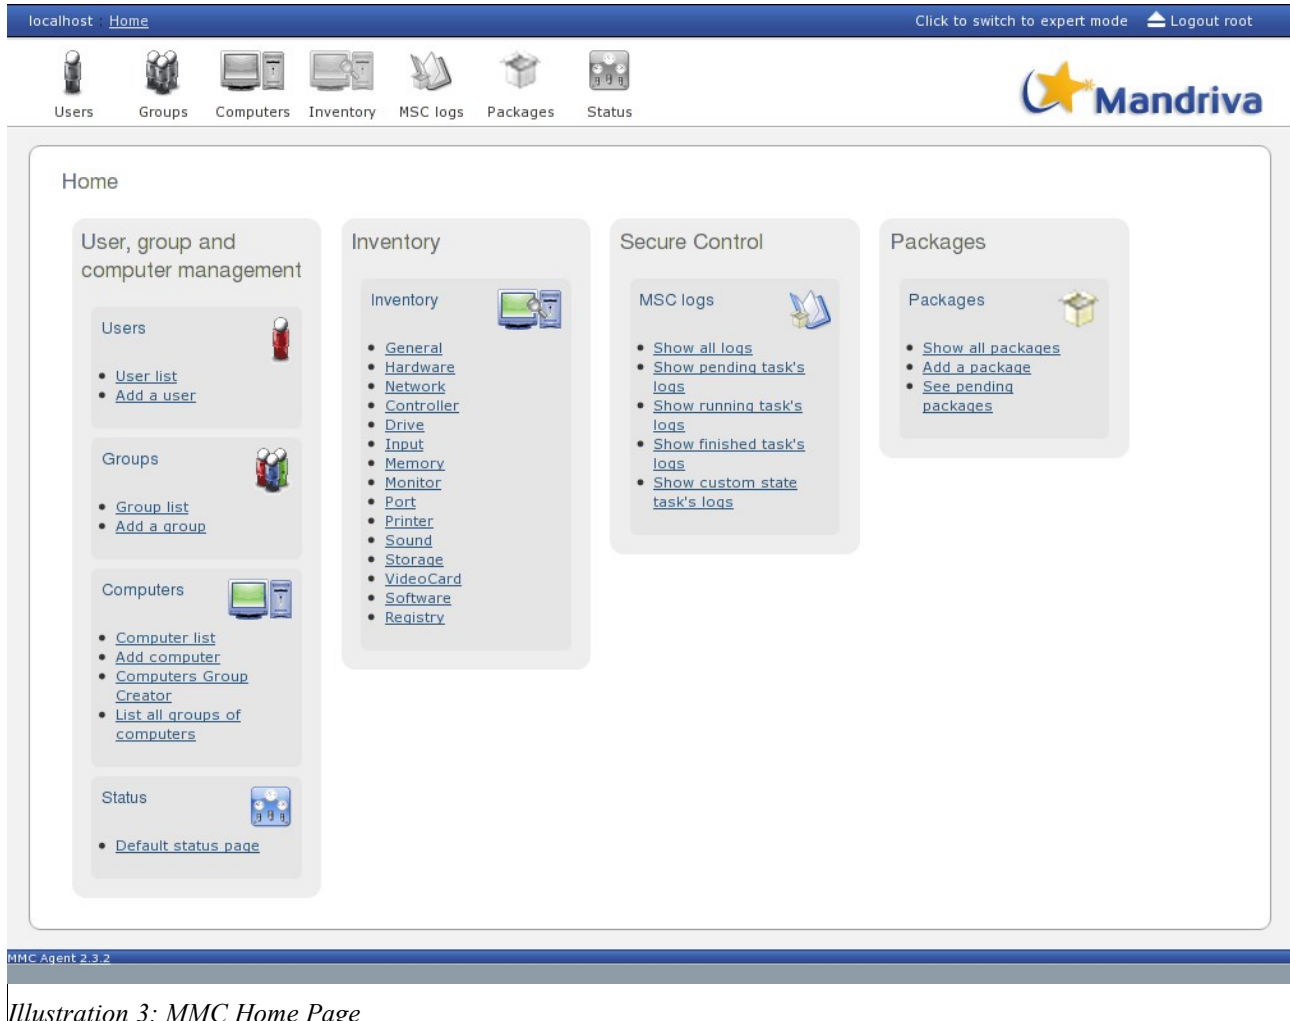 localhost : Home
Click to switch to expert mode
Logout root
Users
Groups
Computers
Inventory
MSC logs
Packages
Status
Mandriva
Home
User, group and
computer management
Users
User list
Add a user
Groups
Group list
Add a group
Computers
Computer list
Add computer
Computers Group
Creator
List all groups of
computers
Status
Default status page
Inventory
Inventory
General
Hardware
Network
Controller
Drive
Input
Memory
Monitor
Port
Printer
Sound
Storage
VideoCard
Software
Registry
Secure Control
MSC logs
Show all logs
Show pending task's
logs
Show running task's
logs
Show finished task's
logs
Show custom state
task's logs
Packages
Packages
Show all packages
Add a package
See pending
packages
MMC Agent 2.3.2
Illustration 3: MMC Home Page